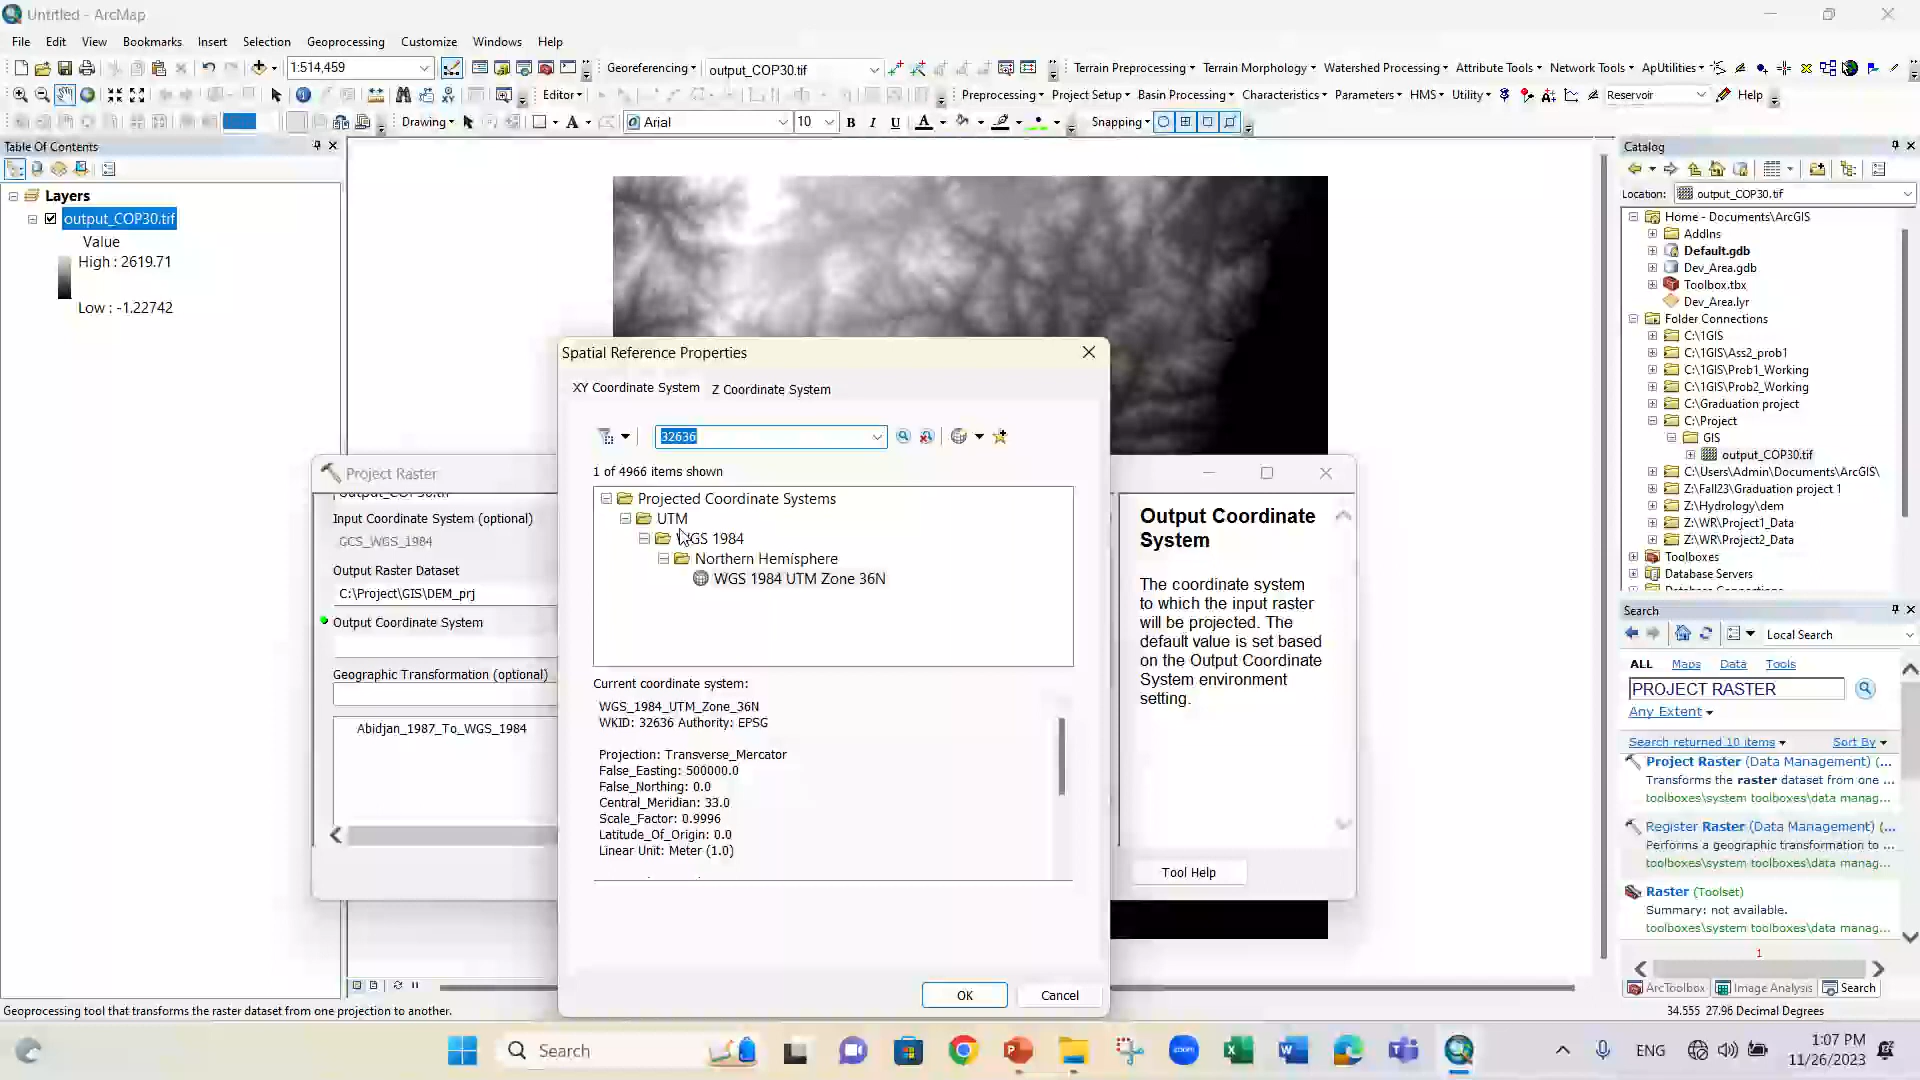 Untitled - ArcMap
File Edit View Bookmarks Insert Selection Geoprocessing Customize Windows Help
1:514,459 Georeferencing output_COP30.tif Terrain Preprocessing Terrain Morphology Watershed Processing Attribute Tools Network Tools ApUtilities
Editor Preprocessing Project Setup Basin Processing Characteristics Parameters HMS Utility Reservoir Help
Drawing A Arial 10 B I U A Snapping
Table Of Contents
Layers
output_COP30.tif
Value
High : 2619.71
Low : -1.22742
Project Raster
Input Coordinate System (optional)
GCS_WGS_1984
Output Raster Dataset
C:\Project\GIS\DEM_prj
Output Coordinate System
Geographic Transformation (optional)
Abidjan_1987_To_WGS_1984
Spatial Reference Properties
XY Coordinate System Z Coordinate System
32636
1 of 4966 items shown
Projected Coordinate Systems
UTM
WGS 1984
Northern Hemisphere
WGS 1984 UTM Zone 36N
Current coordinate system:
WGS_1984_UTM_Zone_36N
WKID: 32636 Authority: EPSG
Projection: Transverse_Mercator
False_Easting: 500000.0
False_Northing: 0.0
Central_Meridian: 33.0
Scale_Factor: 0.9996
Latitude_Of_Origin: 0.0
Linear Unit: Meter (1.0)
OK Cancel
Output Coordinate
System
The coordinate system
to which the input raster
will be projected. The
default value is set based
on the Output Coordinate
System environment
setting.
Tool Help
Catalog
Location: output_COP30.tif
Home - Documents\ArcGIS
AddIns
Default.gdb
Dev_Area.gdb
Toolbox.tbx
Dev_Area.lyr
Folder Connections
C:\1GIS
C:\1GIS\Ass2_prob1
C:\1GIS\Prob1_Working
C:\1GIS\Prob2_Working
C:\Graduation project
C:\Project
GIS
output_COP30.tif
C:\Users\Admin\Documents\ArcGIS\
Z:\Fall23\Graduation project 1
Z:\Hydrology\dem
Z:\WR\Project1_Data
Z:\WR\Project2_Data
Toolboxes
Database Servers
Database Connections
Search
Local Search
ALL Maps Data Tools
PROJECT RASTER
Any Extent
Search returned 10 items Sort By
Project Raster (Data Management) (...
Transforms the raster dataset from one ...
toolboxes\system toolboxes\data manag...
Register Raster (Data Management) (...
Performs a geographic transformation to ...
toolboxes\system toolboxes\data manag...
Raster (Toolset)
Summary: not available.
toolboxes\system toolboxes\data manag...
1
ArcToolbox Image Analysis Search
Geoprocessing tool that transforms the raster dataset from one projection to another.
34.555 27.96 Decimal Degrees
Search
zoom
ENG
1:07 PM
11/26/2023